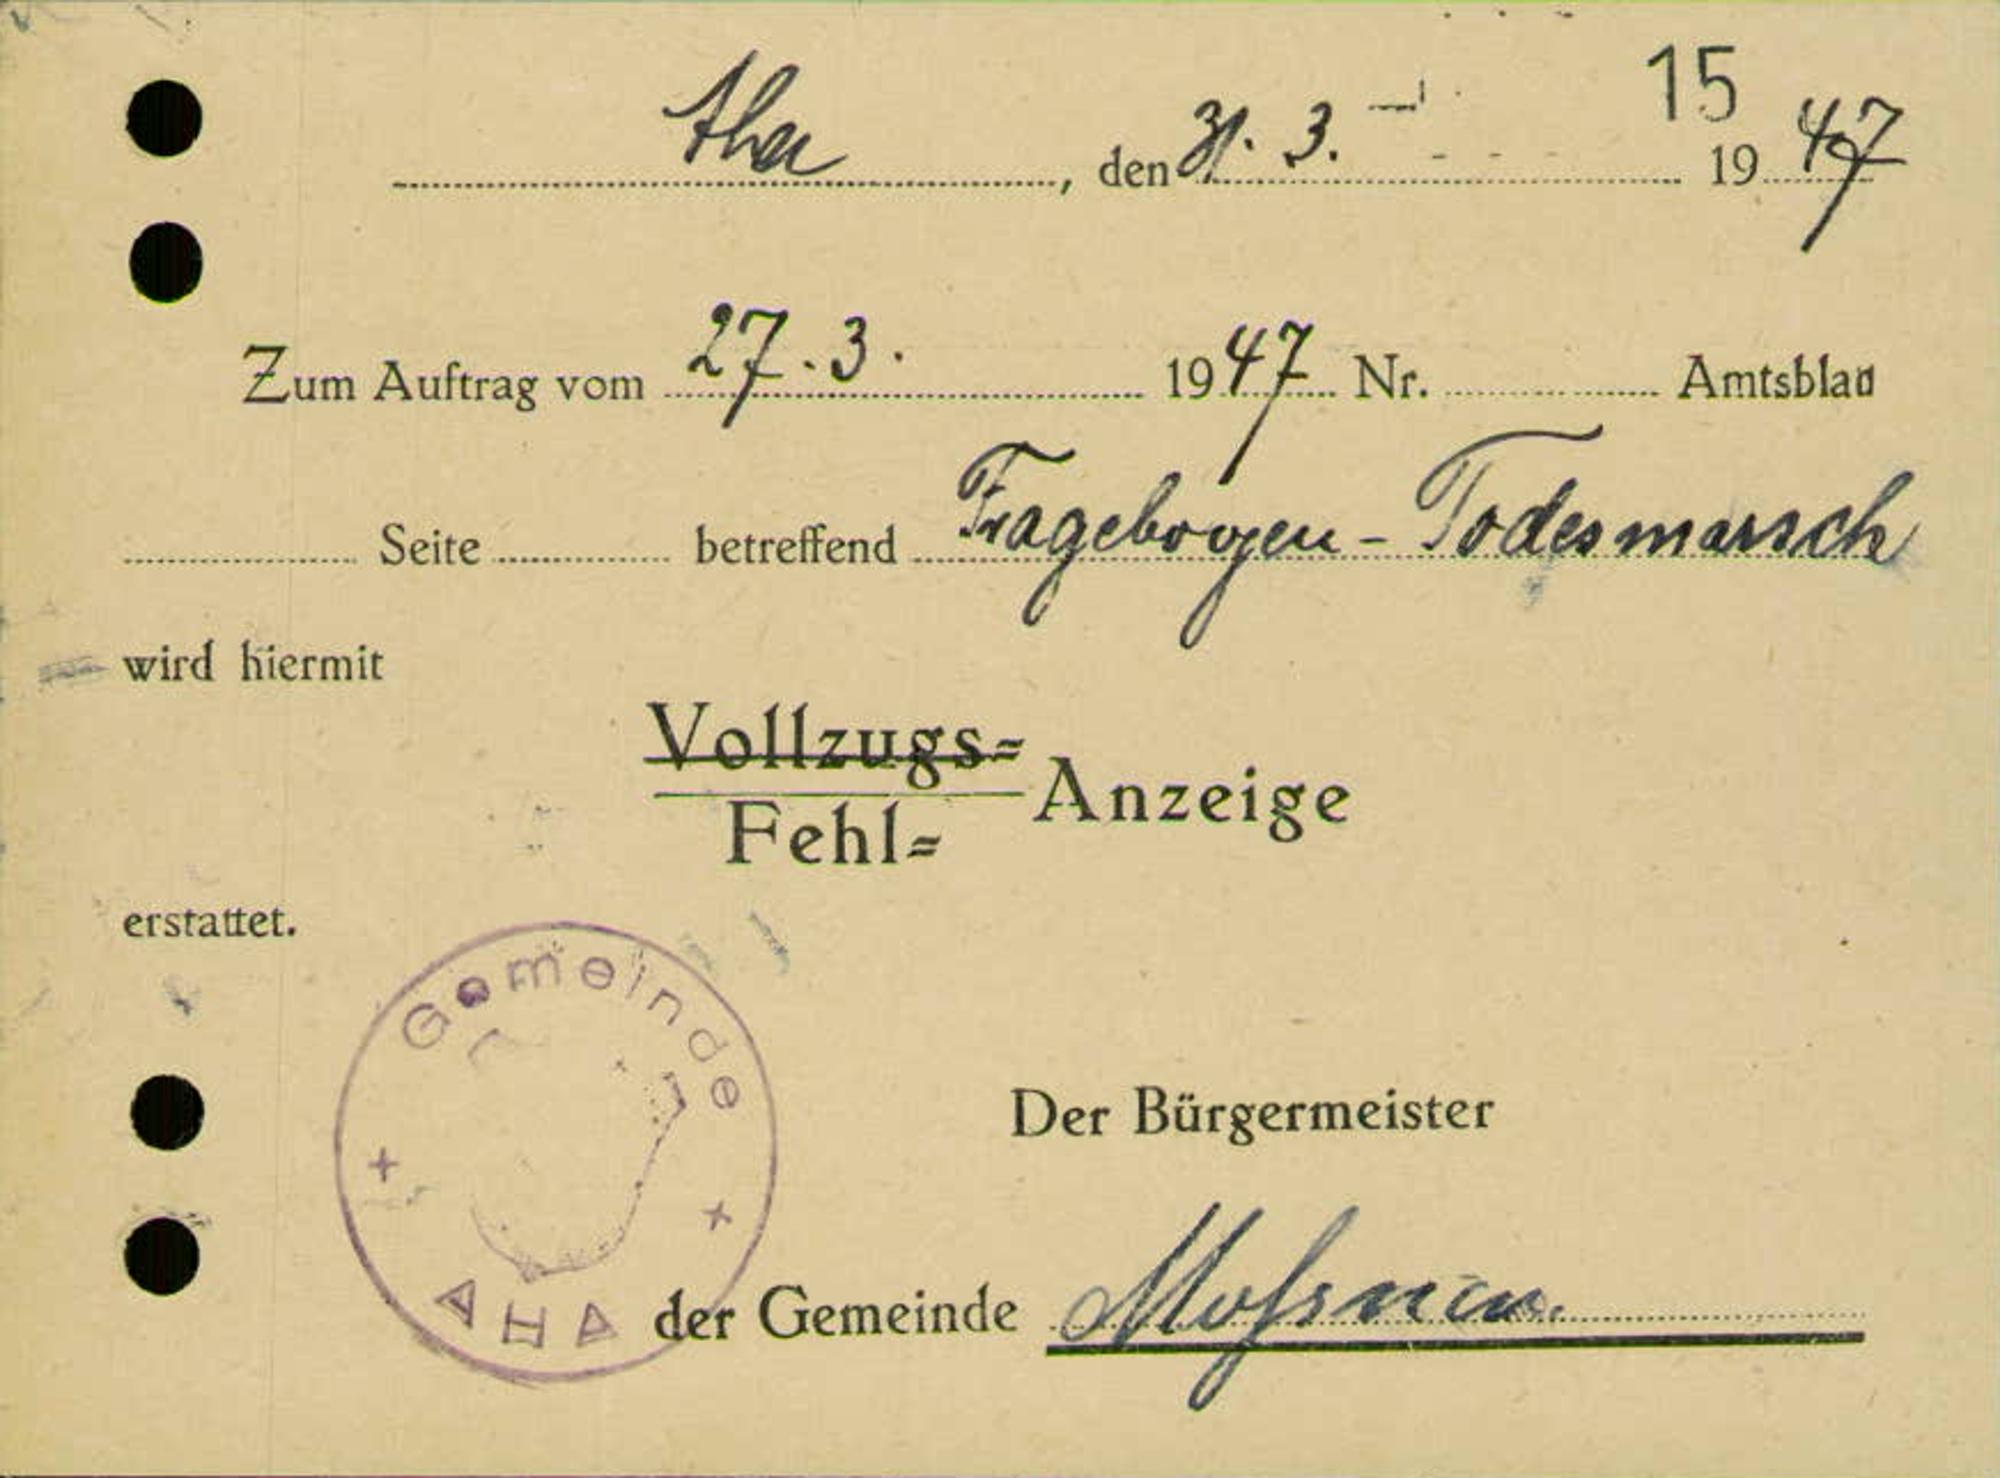 15
Aha, den 31. 3. 1947
Zum Auftrag vom 27.3. 1947 Nr. Amtsblatt
Seite betreffend Fragebogen - Todesmarsch
wird hiermit
Vollzugs=
Fehl= Anzeige
erstattet.
Gemeinde
AHA
Der Bürgermeister
der Gemeinde